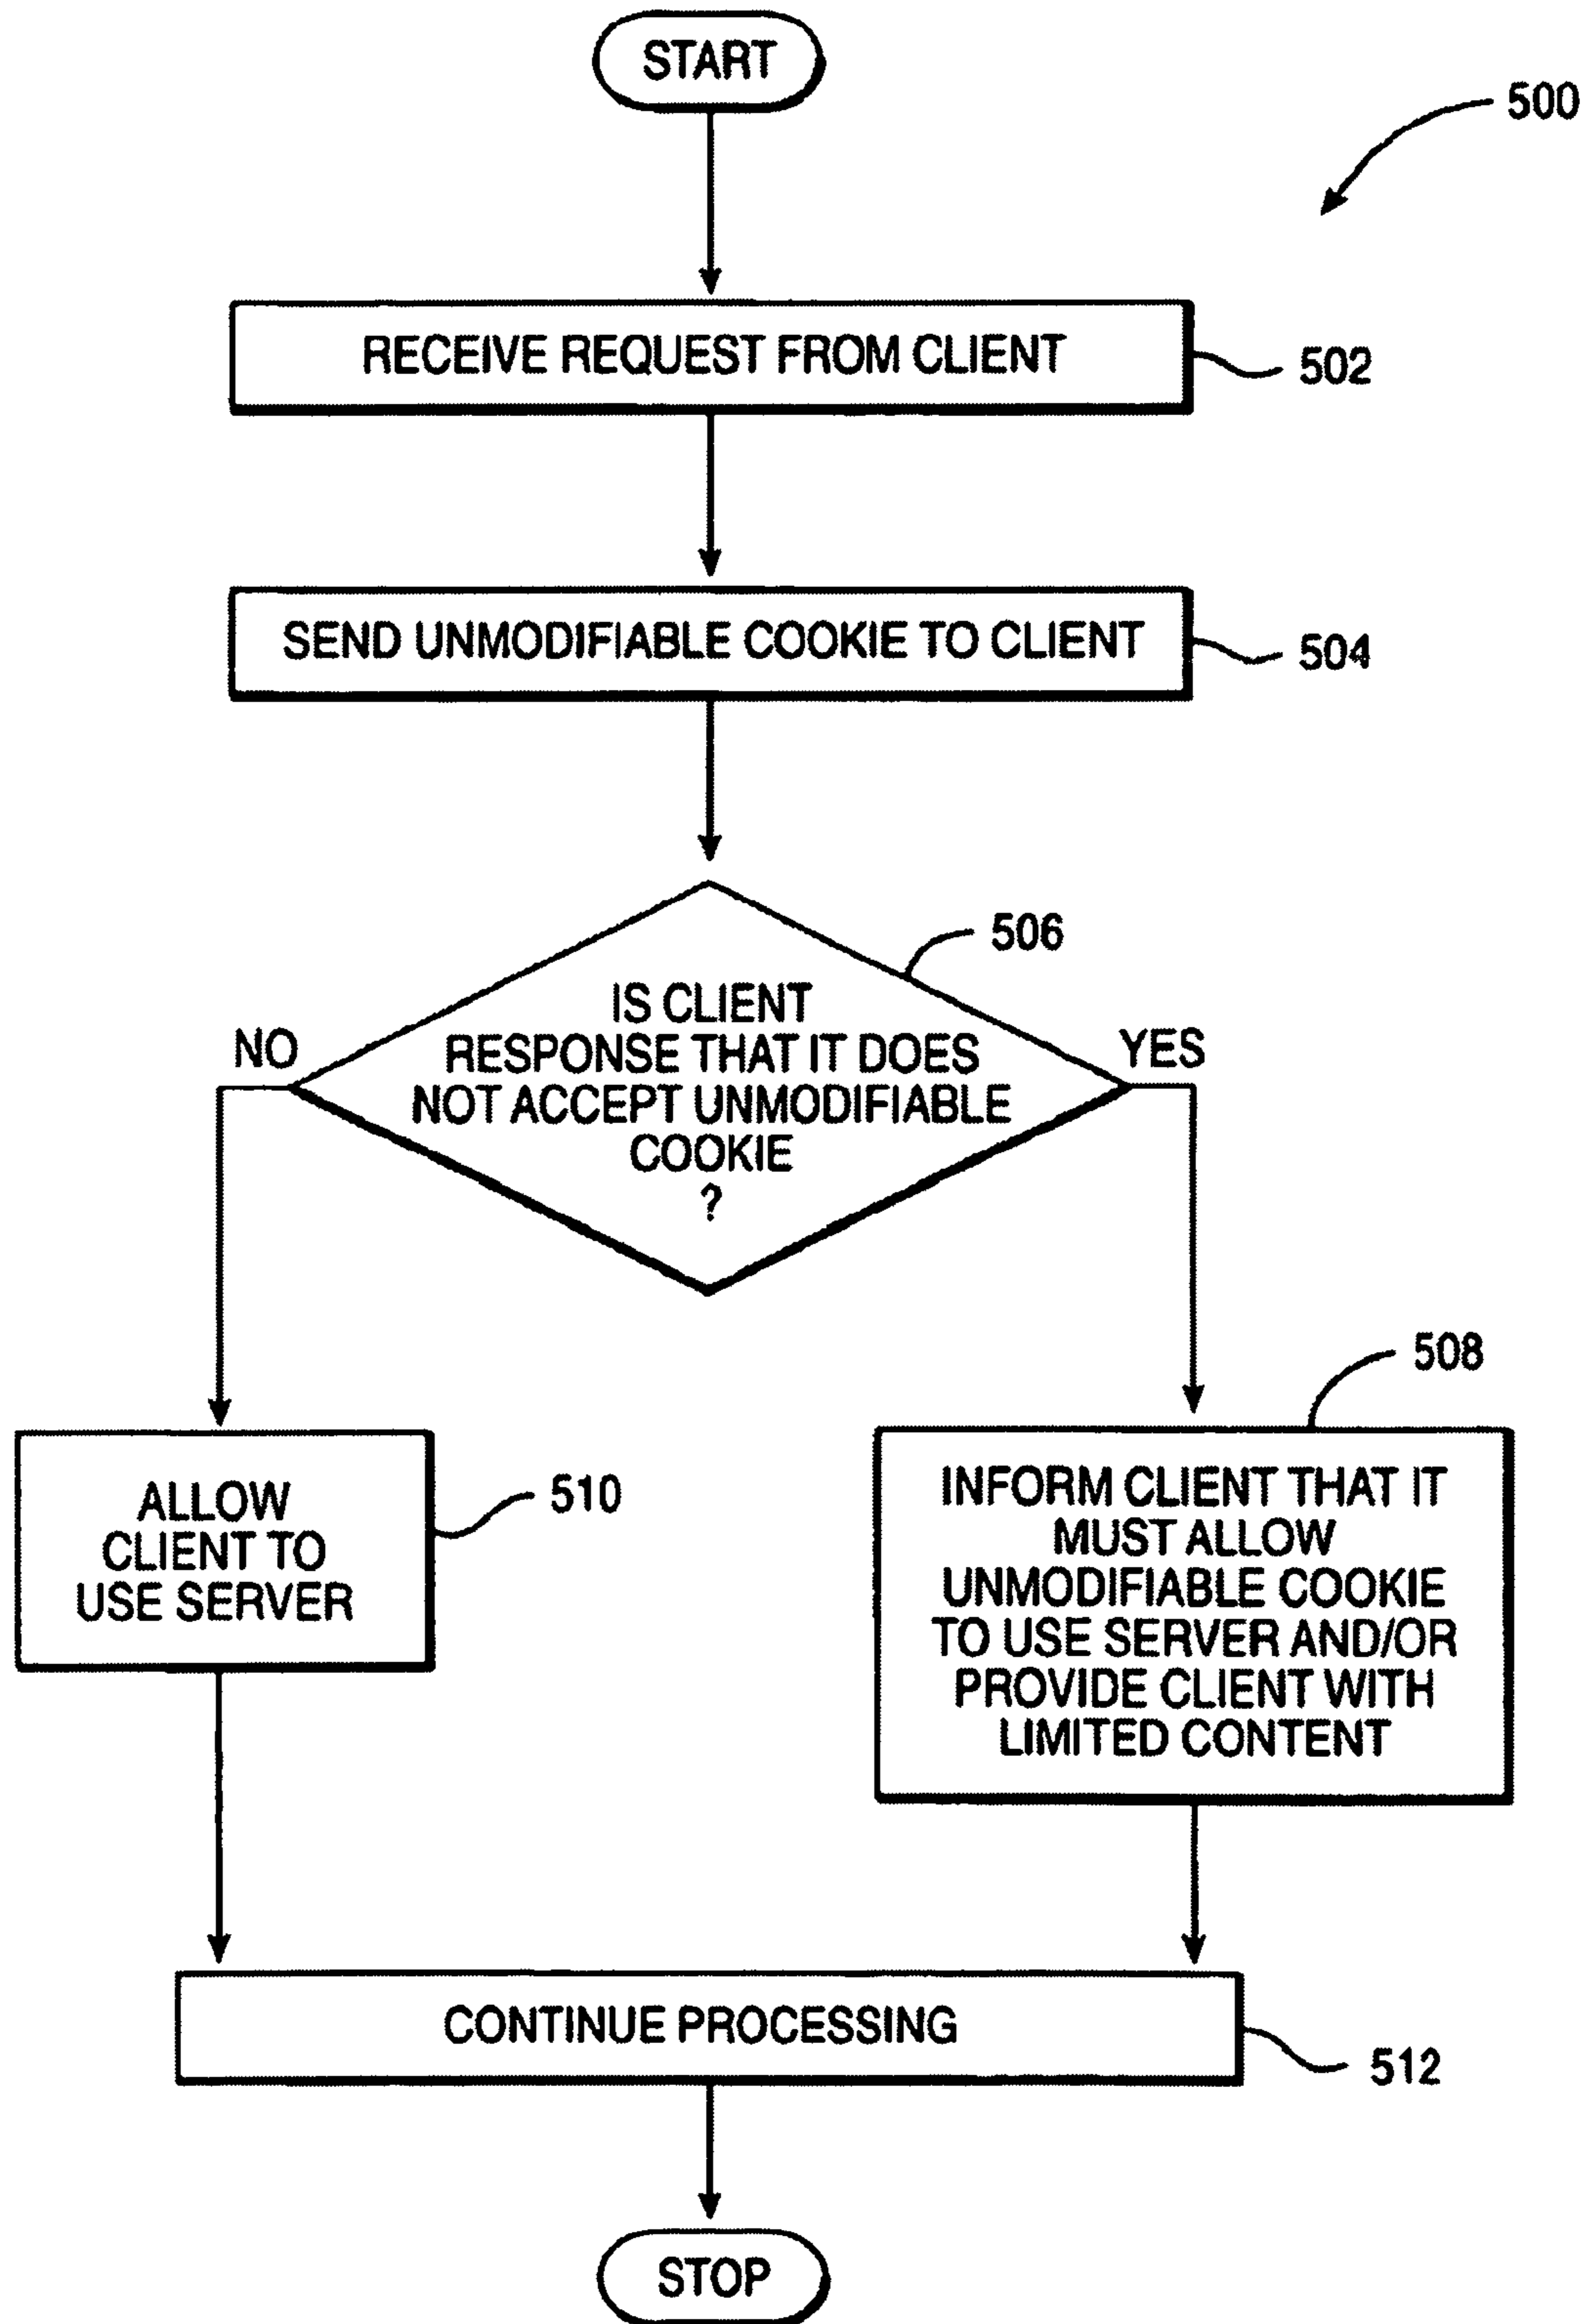 START
500
RECEIVE REQUEST FROM CLIENT
502
SEND UNMODIFIABLE COOKIE TO CLIENT
504
506
IS CLIENT
RESPONSE THAT IT DOES
NOT ACCEPT UNMODIFIABLE
COOKIE
?
NO
YES
508
ALLOW
CLIENT TO
USE SERVER
510
INFORM CLIENT THAT IT
MUST ALLOW
UNMODIFIABLE COOKIE
TO USE SERVER AND/OR
PROVIDE CLIENT WITH
LIMITED CONTENT
CONTINUE PROCESSING
512
STOP